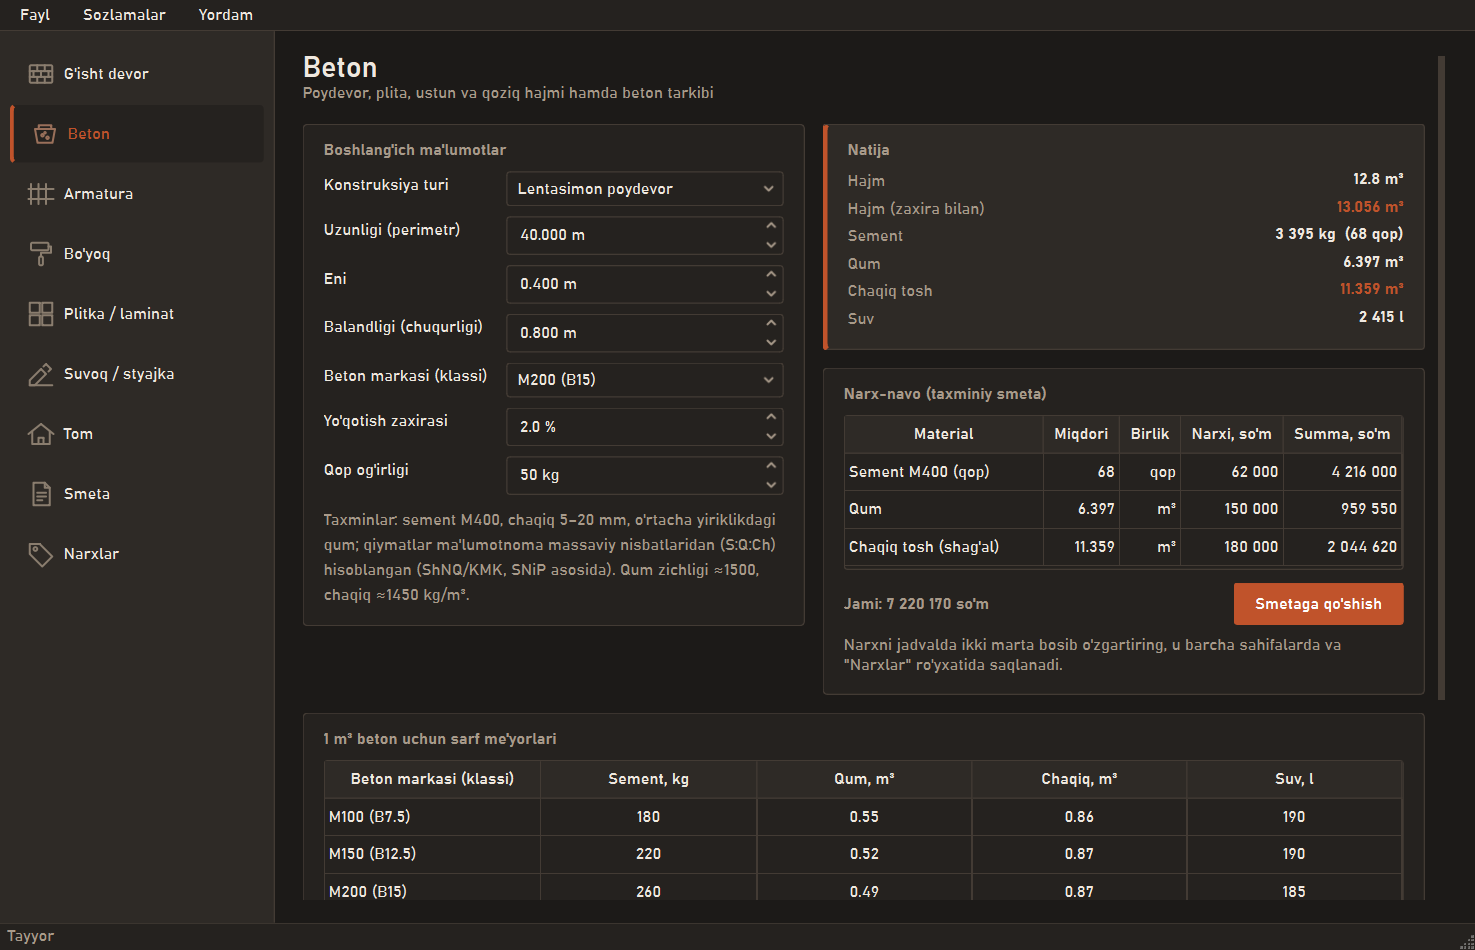 Fayl Sozlamalar Yordam
G'isht devor
Beton
Armatura
Bo'yoq
Plitka / laminat
Suvoq / styajka
Tom
Smeta
Narxlar
Beton
Poydevor, plita, ustun va qoziq hajmi hamda beton tarkibi
Boshlang'ich ma'lumotlar
Konstruksiya turi Lentasimon poydevor
Uzunligi (perimetr) 40.000 m
Eni 0.400 m
Balandligi (chuqurligi) 0.800 m
Beton markasi (klassi) M200 (B15)
Yo'qotish zaxirasi 2.0 %
Qop og'irligi 50 kg
Taxminlar: sement M400, chaqiq 5–20 mm, o'rtacha yiriklikdagi
qum; qiymatlar ma'lumotnoma massaviy nisbatlaridan (S:Q:Ch)
hisoblangan (ShNQ/KMK, SNiP asosida). Qum zichligi ≈1500,
chaqiq ≈1450 kg/m³.
Natija
Hajm 12.8 m³
Hajm (zaxira bilan) 13.056 m³
Sement 3 395 kg (68 qop)
Qum 6.397 m³
Chaqiq tosh 11.359 m³
Suv 2 415 l
Narx-navo (taxminiy smeta)
Material Miqdori Birlik Narxi, so'm Summa, so'm
Sement M400 (qop) 68 qop 62 000 4 216 000
Qum 6.397 m³ 150 000 959 550
Chaqiq tosh (shag'al) 11.359 m³ 180 000 2 044 620
Jami: 7 220 170 so'm Smetaga qo'shish
Narxni jadvalda ikki marta bosib o'zgartiring, u barcha sahifalarda va
"Narxlar" ro'yxatida saqlanadi.
1 m³ beton uchun sarf me'yorlari
Beton markasi (klassi) Sement, kg Qum, m³ Chaqiq, m³ Suv, l
M100 (B7.5) 180 0.55 0.86 190
M150 (B12.5) 220 0.52 0.87 190
M200 (B15) 260 0.49 0.87 185
Tayyor